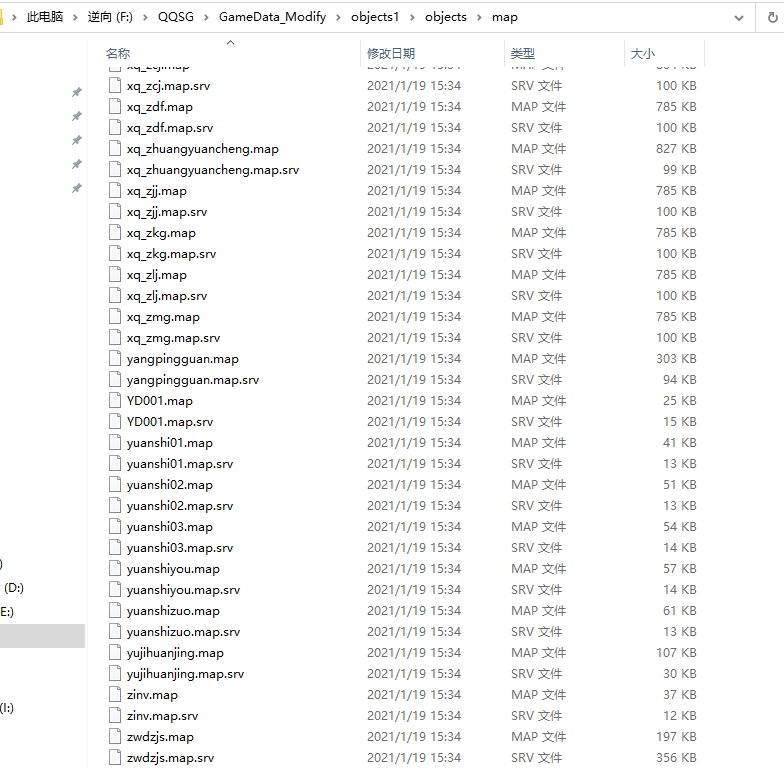 此电脑 › 逆向 (F:) › QQSG › GameData_Modify › objects1 › objects › map
名称 修改日期 类型 大小
xq_zcj.map.srv 2021/1/19 15:34 SRV 文件 100 KB
xq_zdf.map 2021/1/19 15:34 MAP 文件 785 KB
xq_zdf.map.srv 2021/1/19 15:34 SRV 文件 100 KB
xq_zhuangyuancheng.map 2021/1/19 15:34 MAP 文件 827 KB
xq_zhuangyuancheng.map.srv 2021/1/19 15:34 SRV 文件 99 KB
xq_zjj.map 2021/1/19 15:34 MAP 文件 785 KB
xq_zjj.map.srv 2021/1/19 15:34 SRV 文件 100 KB
xq_zkg.map 2021/1/19 15:34 MAP 文件 785 KB
xq_zkg.map.srv 2021/1/19 15:34 SRV 文件 100 KB
xq_zlj.map 2021/1/19 15:34 MAP 文件 785 KB
xq_zlj.map.srv 2021/1/19 15:34 SRV 文件 100 KB
xq_zmg.map 2021/1/19 15:34 MAP 文件 785 KB
xq_zmg.map.srv 2021/1/19 15:34 SRV 文件 100 KB
yangpingguan.map 2021/1/19 15:34 MAP 文件 303 KB
yangpingguan.map.srv 2021/1/19 15:34 SRV 文件 94 KB
YD001.map 2021/1/19 15:34 MAP 文件 25 KB
YD001.map.srv 2021/1/19 15:34 SRV 文件 15 KB
yuanshi01.map 2021/1/19 15:34 MAP 文件 41 KB
yuanshi01.map.srv 2021/1/19 15:34 SRV 文件 13 KB
yuanshi02.map 2021/1/19 15:34 MAP 文件 51 KB
yuanshi02.map.srv 2021/1/19 15:34 SRV 文件 13 KB
yuanshi03.map 2021/1/19 15:34 MAP 文件 54 KB
yuanshi03.map.srv 2021/1/19 15:34 SRV 文件 14 KB
) 
yuanshiyou.map 2021/1/19 15:34 MAP 文件 57 KB
(D:) yuanshiyou.map.srv 2021/1/19 15:34 SRV 文件 14 KB
E:) yuanshizuo.map 2021/1/19 15:34 MAP 文件 61 KB
yuanshizuo.map.srv 2021/1/19 15:34 SRV 文件 13 KB
yujihuanjing.map 2021/1/19 15:34 MAP 文件 107 KB
yujihuanjing.map.srv 2021/1/19 15:34 SRV 文件 30 KB
zinv.map 2021/1/19 15:34 MAP 文件 37 KB
(I:) zinv.map.srv 2021/1/19 15:34 SRV 文件 12 KB
zwdzjs.map 2021/1/19 15:34 MAP 文件 197 KB
zwdzjs.map.srv 2021/1/19 15:34 SRV 文件 356 KB